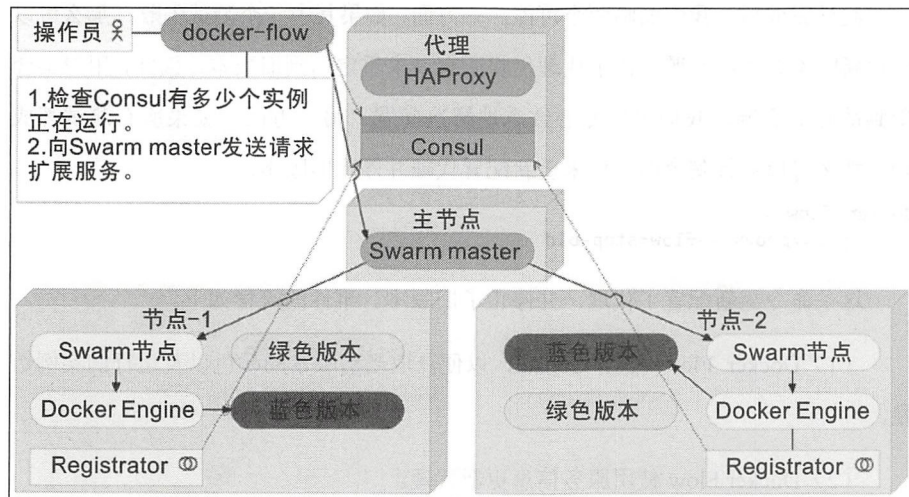 操作员
docker-flow
1.检查Consul有多少个实例
正在运行。
2.向Swarm master发送请求
扩展服务。
代理
HAProxy
Consul
主节点
Swarm master
节点-1
Swarm节点
绿色版本
Docker Engine
蓝色版本
Registrator
节点-2
蓝色版本
Swarm节点
绿色版本
Docker Engine
Registrator